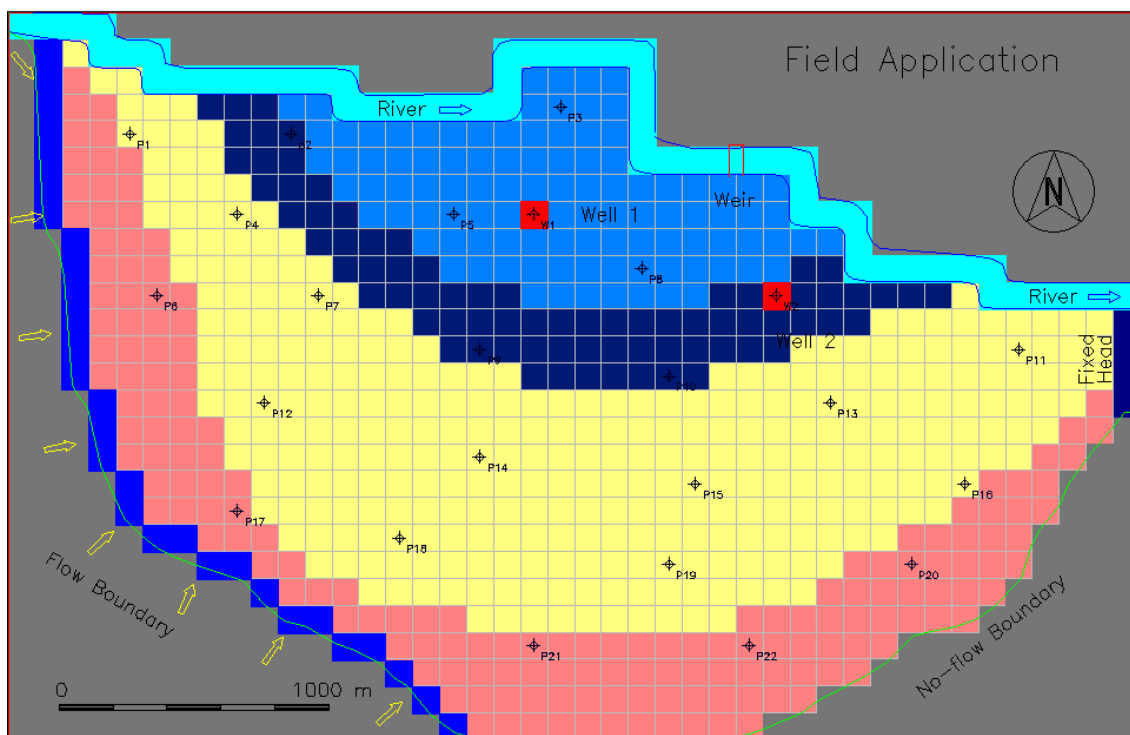 Field Application
River
P3
P1
P2
Weir
N
P4
P5
W1
Well 1
P8
P6
P7
W2
River
Well 2
P11
Fixed
Head
P9
P10
P12
P13
P14
P15
P16
P17
P18
P19
P20
Flow Boundary
P21
P22
No-flow Boundary
0
1000 m